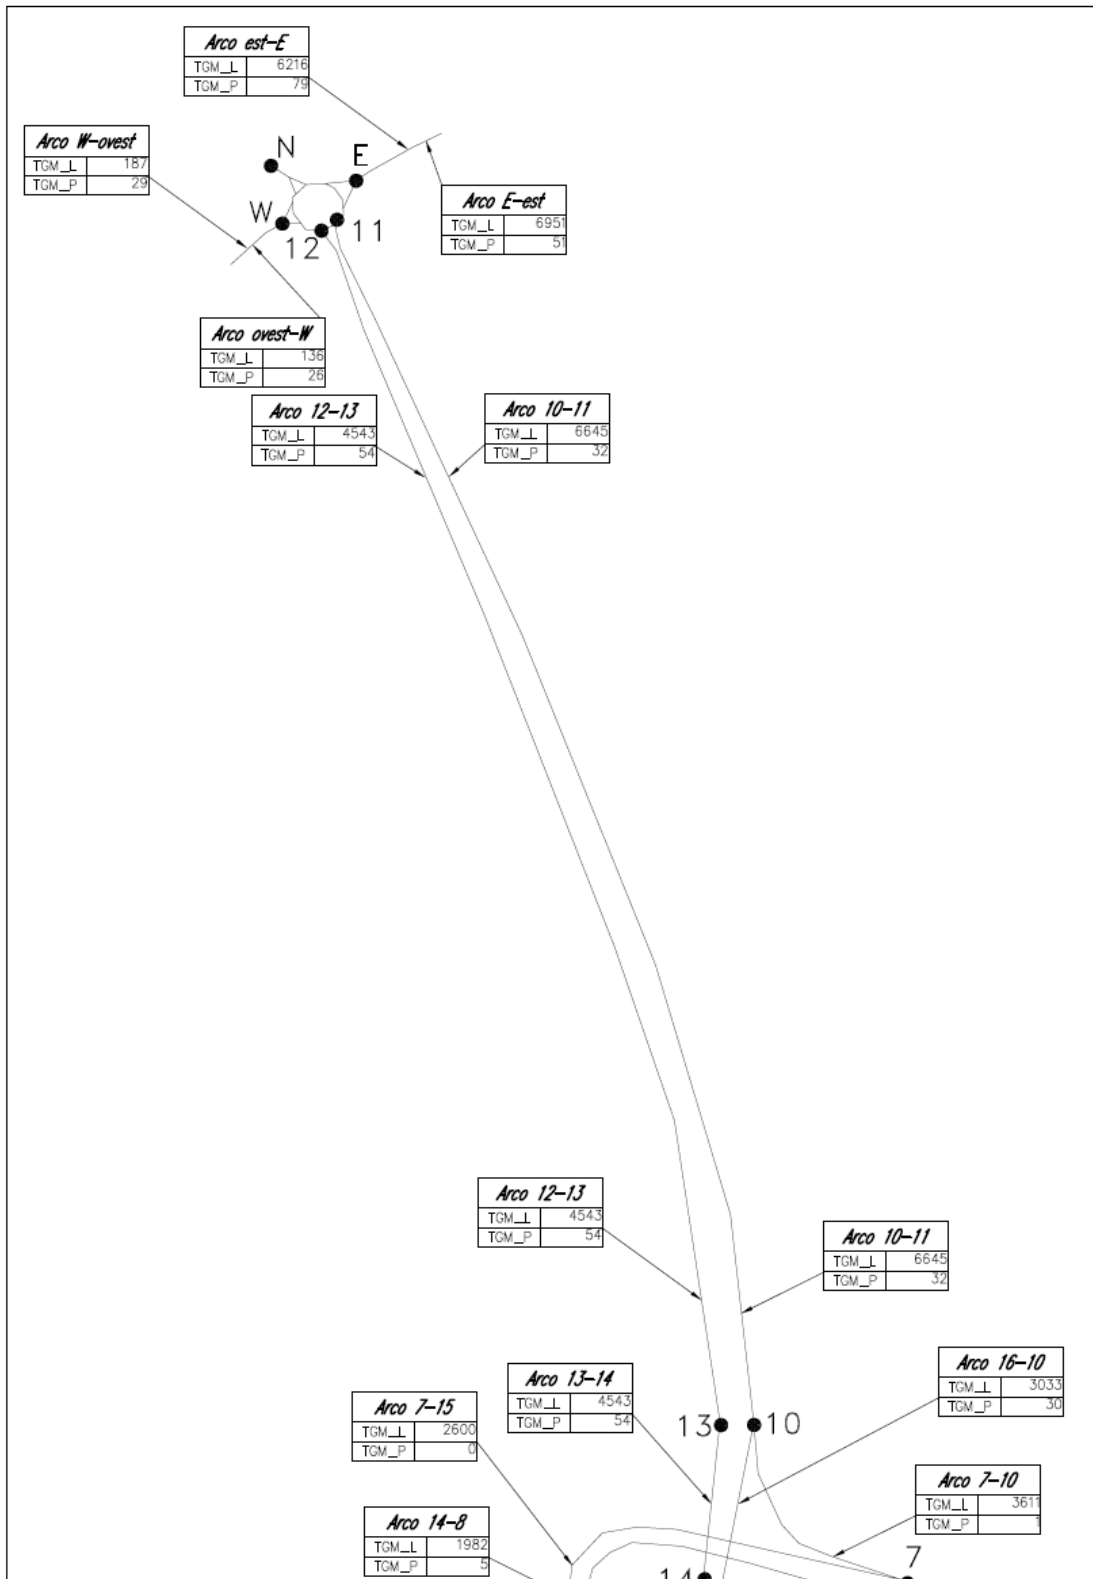 Arco est-E
TGM_L 6216
TGM_P 79
Arco W-ovest
TGM_L 187
TGM_P 29
N
E
Arco E-est
TGM_L 6951
TGM_P 51
W
12
11
Arco ovest-W
TGM_L 136
TGM_P 26
Arco 12-13
TGM_L 4543
TGM_P 54
Arco 10-11
TGM_L 6645
TGM_P 32
Arco 12-13
TGM_L 4543
TGM_P 54
Arco 10-11
TGM_L 6645
TGM_P 32
Arco 16-10
TGM_L 3033
TGM_P 30
Arco 13-14
TGM_L 4543
TGM_P 54
Arco 7-15
TGM_L 2600
TGM_P 0
13
10
Arco 7-10
TGM_L 3611
TGM_P 1
Arco 14-8
TGM_L 1982
TGM_P 5
7
14